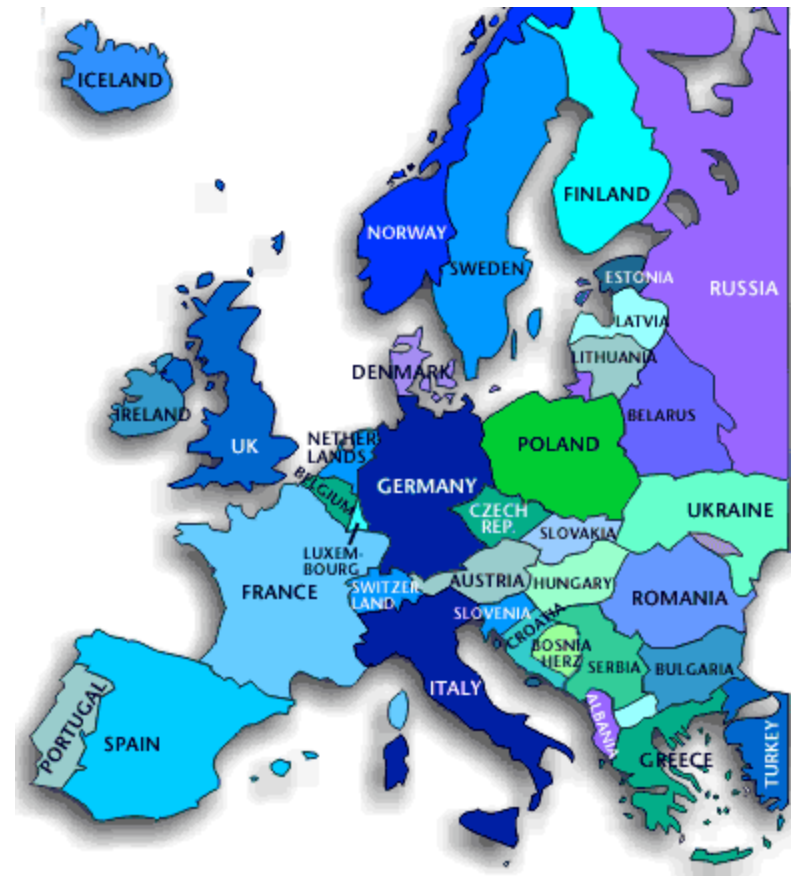 ICELAND
FINLAND
NORWAY
SWEDEN
ESTONIA
RUSSIA
LATVIA
LITHUANIA
DENMARK
IRELAND
UK
NETHER
LANDS
BELARUS
POLAND
GERMANY
BELGIUM
CZECH
REP.
UKRAINE
SLOVAKIA
LUXEM-
BOURG
FRANCE
SWITZER
LAND.
AUSTRIA
HUNGARY
ROMANIA
SLOVENIA
CROATIA
BOSNIA
HERZ
SERBIA
BULGARIA
ITALY
PORTUGAL
SPAIN
ALBANIA
GREECE
TURKEY